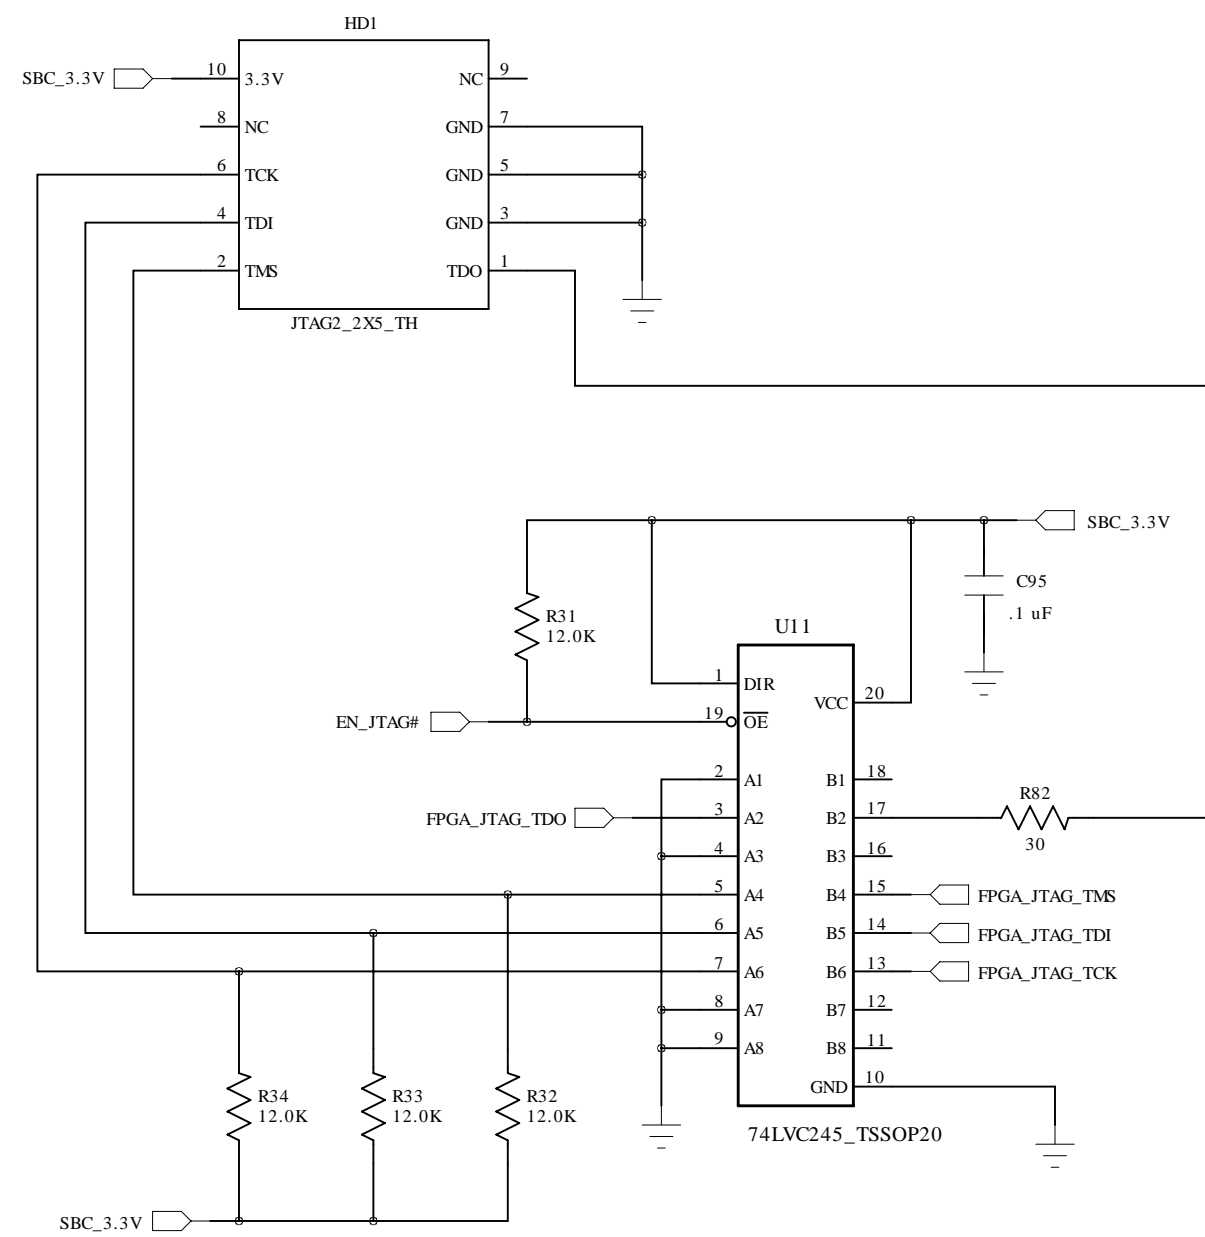 HD1
SBC_3.3V
10 3.3V NC 9
8 NC GND 7
6 TCK GND 5
4 TDI GND 3
2 TMS TDO 1
JTAG2_2X5_TH
SBC_3.3V
C95
.1 uF
R31
12.0K
U11
1 DIR
VCC 20
EN_JTAG#
19 OE
2 A1 B1 18
R82
FPGA_JTAG_TDO 3 A2 B2 17
30
4 A3 B3 16
5 A4 B4 15 FPGA_JTAG_TMS
6 A5 B5 14 FPGA_JTAG_TDI
7 A6 B6 13 FPGA_JTAG_TCK
8 A7 B7 12
9 A8 B8 11
GND 10
R34
12.0K
R33
12.0K
R32
12.0K
74LVC245_TSSOP20
SBC_3.3V